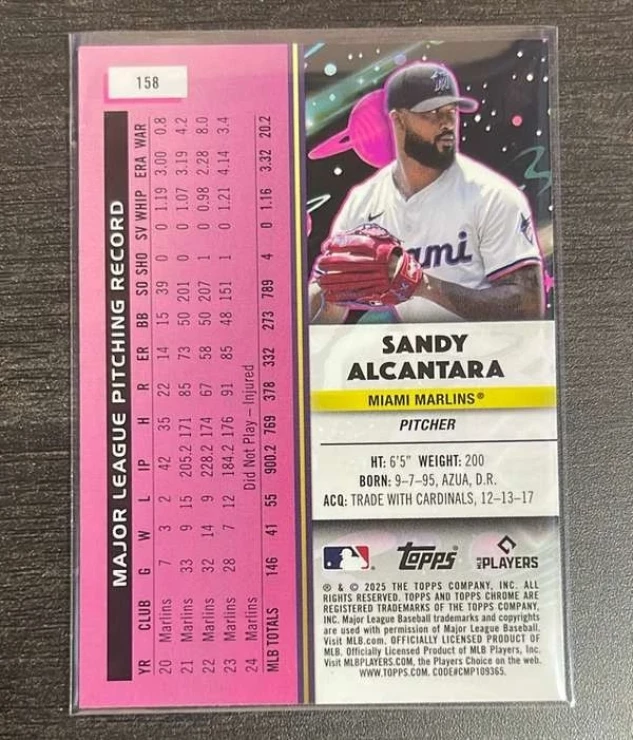 158
MAJOR LEAGUE PITCHING RECORD
YR CLUB G W L IP H R ER BB SO SHO SV WHIP ERA WAR
20 Marlins 7 3 2 42 35 22 14 15 39 0 0 1.19 3.00 0.8
21 Marlins 33 9 15 205.2 171 85 73 50 201 0 0 1.07 3.19 4.2
22 Marlins 32 14 9 228.2 174 67 58 50 207 1 0 0.98 2.28 8.0
23 Marlins 28 7 12 184.2 176 91 85 48 151 1 0 1.21 4.14 3.4
24 Marlins Did Not Play – Injured
MLB TOTALS 146 41 55 900.2 769 378 332 273 789 4 0 1.16 3.32 20.2
SANDY
ALCANTARA
MIAMI MARLINS®
PITCHER
HT: 6'5" WEIGHT: 200
BORN: 9-7-95, AZUA, D.R.
ACQ: TRADE WITH CARDINALS, 12-13-17
topps
PLAYERS
® & © 2025 THE TOPPS COMPANY, INC. ALL
RIGHTS RESERVED. TOPPS AND TOPPS CHROME ARE
REGISTERED TRADEMARKS OF THE TOPPS COMPANY,
INC. Major League Baseball trademarks and copyrights
are used with permission of Major League Baseball.
Visit MLB.com. OFFICIALLY LICENSED PRODUCT OF
MLB. Officially Licensed Product of MLB Players, Inc.
Visit MLBPLAYERS.com, the Players Choice on the web.
WWW.TOPPS.COM. CODE#CMP109365.